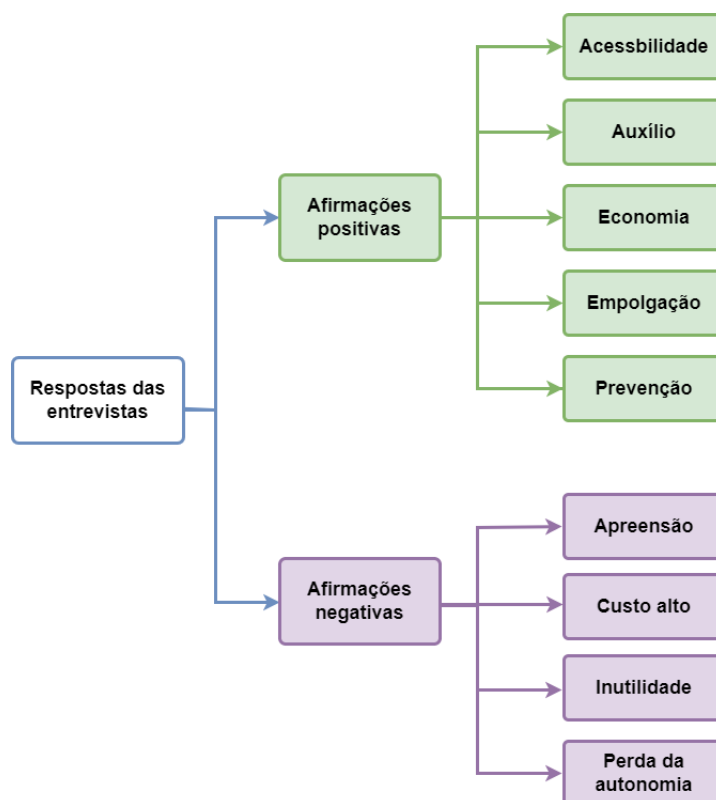 Acessbilidade
Auxílio
Afirmações
positivas
Economia
Empolgação
Prevenção
Respostas das
entrevistas
Apreensão
Afirmações
negativas
Custo alto
Inutilidade
Perda da
autonomia